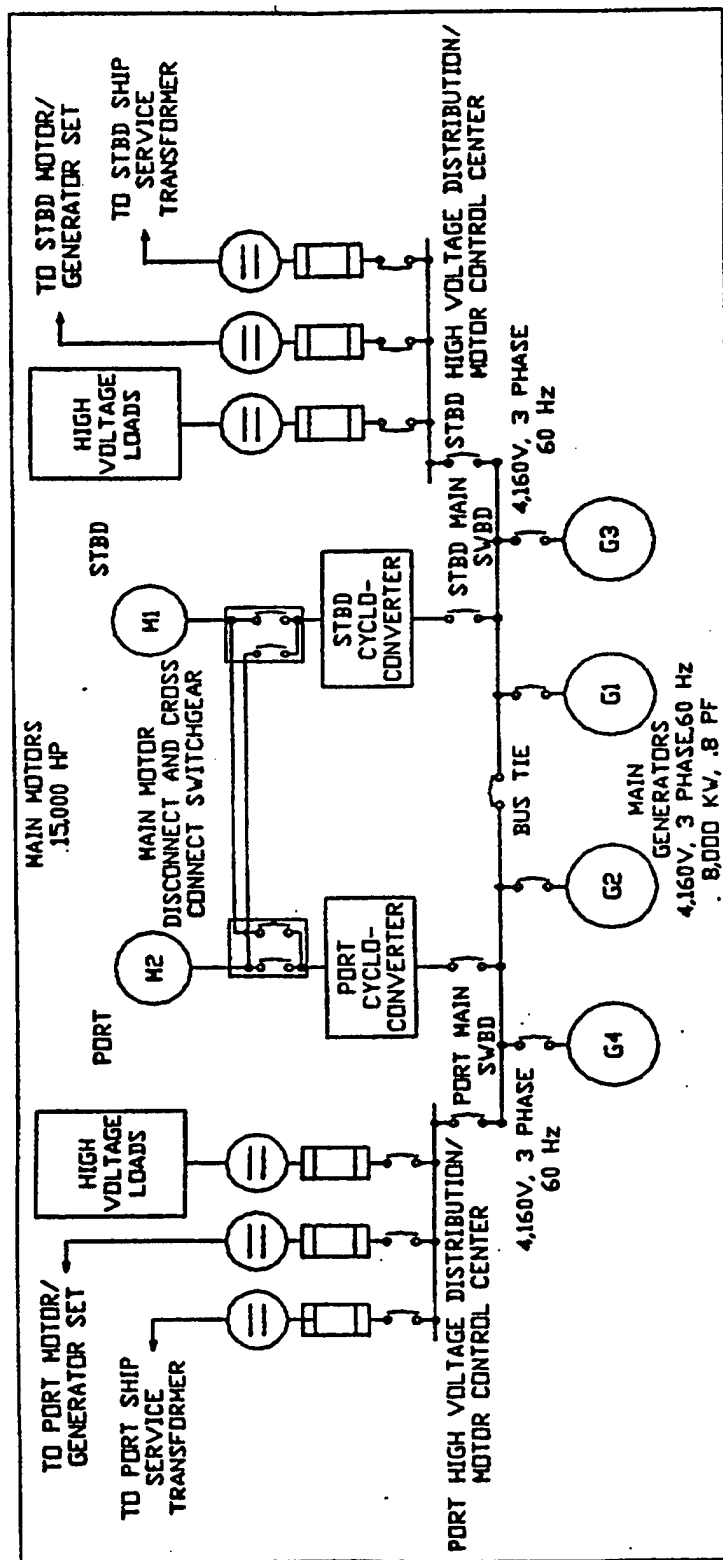 MAIN MOTORS
15,000 HP
PORT
STBD
M2
M1
MAIN MOTOR
DISCONNECT AND CROSS
CONNECT SWITCHGEAR
TO PORT MOTOR/
GENERATOR SET
TO PORT SHIP
SERVICE
TRANSFORMER
HIGH
VOLTAGE
LOADS
HIGH
VOLTAGE
LOADS
TO STBD MOTOR/
GENERATOR SET
TO STBD SHIP
SERVICE
TRANSFORMER
PORT
CYCLO-
CONVERTER
STBD
CYCLO-
CONVERTER
PORT HIGH VOLTAGE DISTRIBUTION/
MOTOR CONTROL CENTER
PORT MAIN
SWBD
4,160V, 3 PHASE
60 Hz
BUS TIE
STBD MAIN
SWBD
STBD HIGH VOLTAGE DISTRIBUTION/
MOTOR CONTROL CENTER
4,160V, 3 PHASE
60 Hz
G4
G2
G1
G3
MAIN
GENERATORS
4,160V, 3 PHASE,60 Hz
8,000 KW, .8 PF